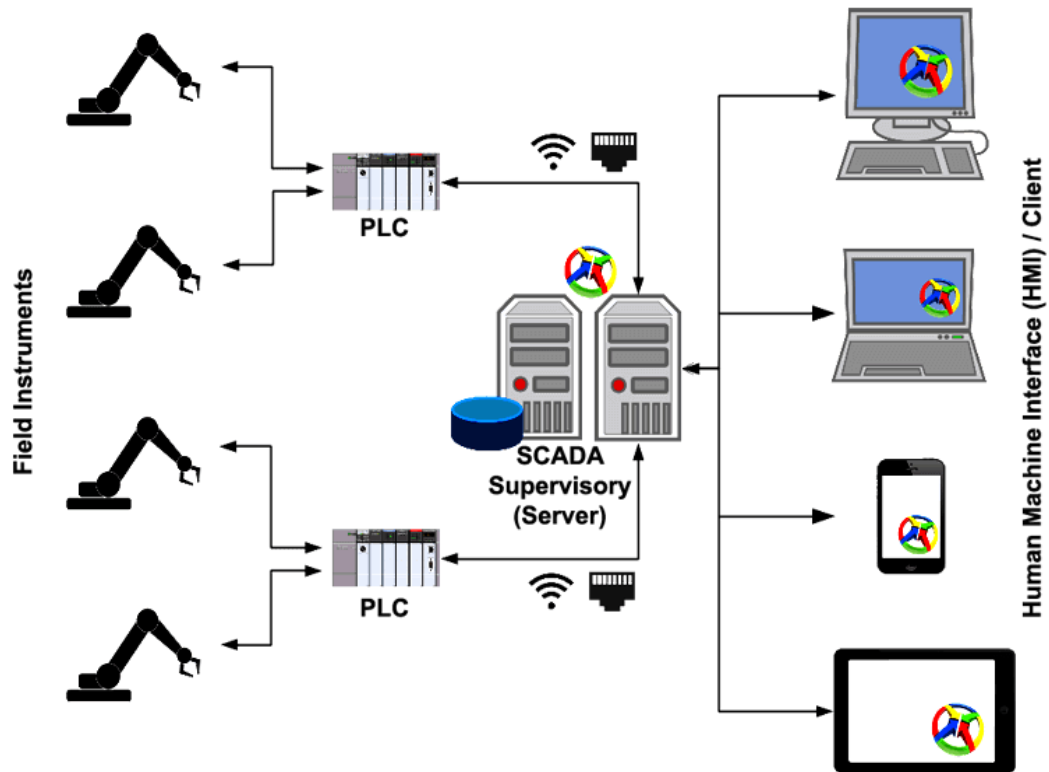 Field Instruments
PLC
SCADA
Supervisory
(Server)
PLC
Human Machine Interface (HMI) / Client